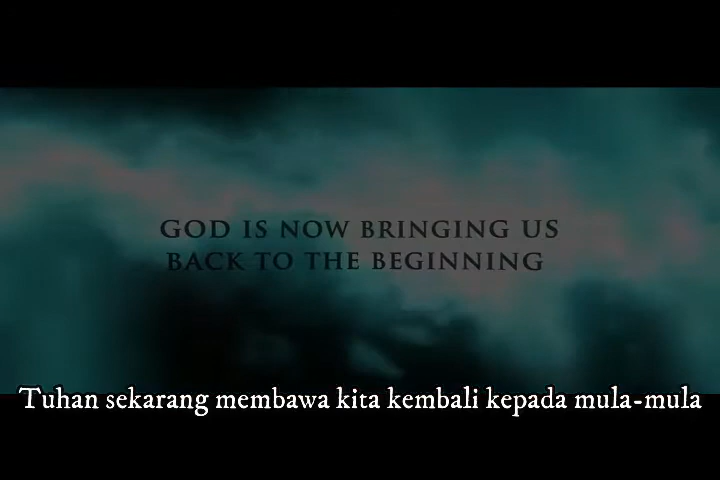 GOD IS NOW BRINGING US
BACK TO THE BEGINNING
Tuhan sekarang membawa kita kembali kepada mula-mula